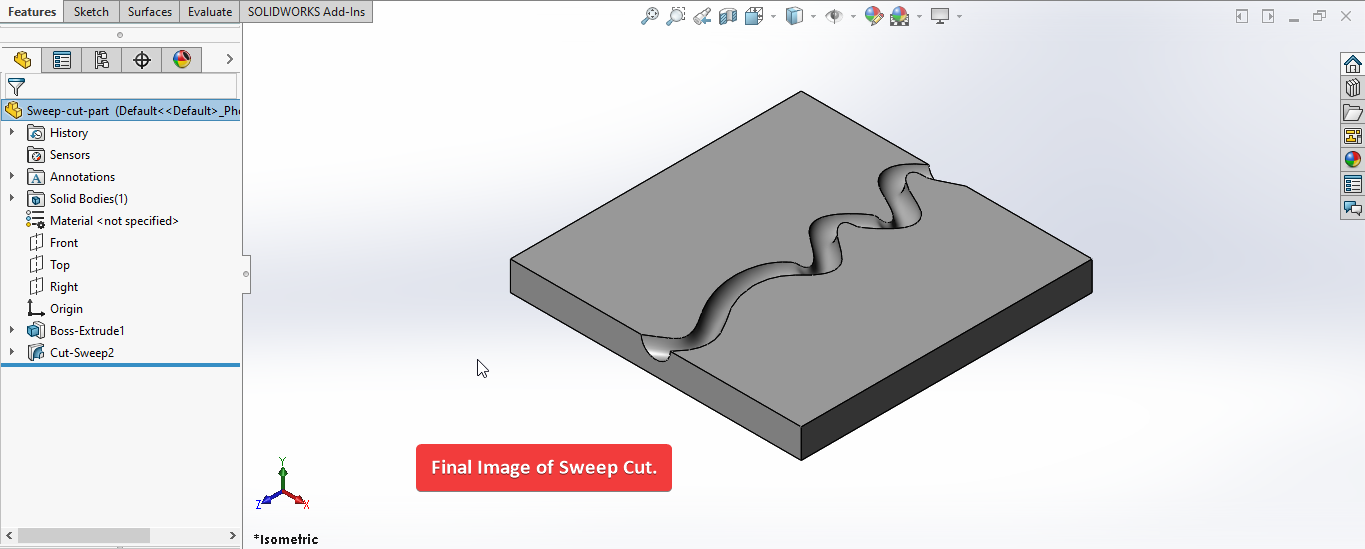 Features Sketch Surfaces Evaluate SOLIDWORKS Add-Ins
Sweep-cut-part (Default<<Default>_Ph
History
Sensors
A Annotations
Solid Bodies(1)
Material <not specified>
Front
Top
Right
Origin
Boss-Extrude1
Cut-Sweep2
Final Image of Sweep Cut.
Y
Z X
*Isometric